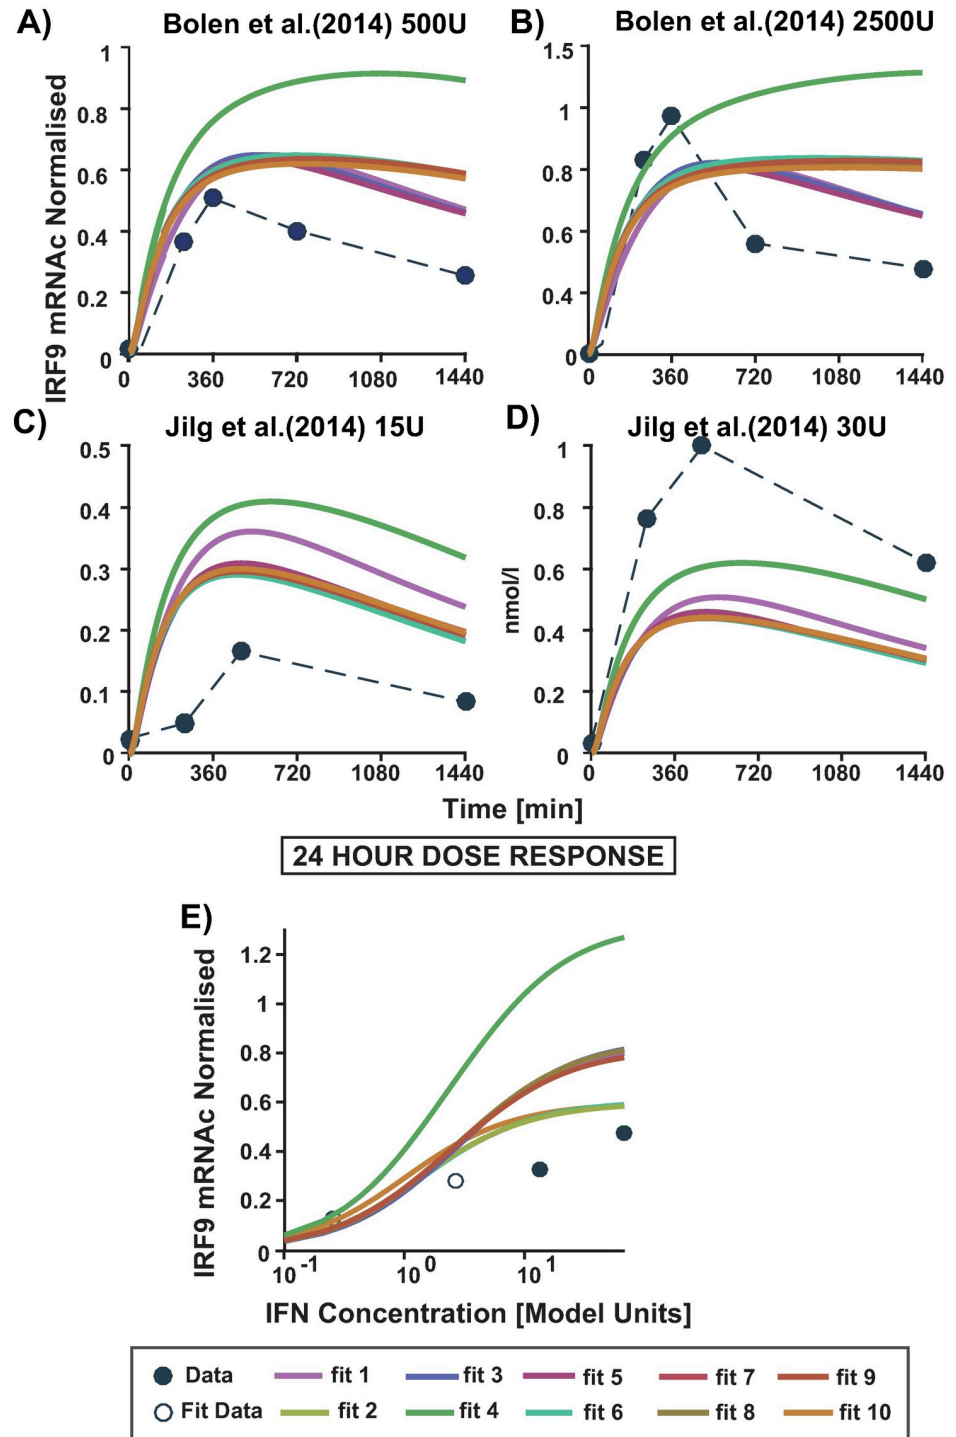 A) Bolen et al.(2014) 500U
B) Bolen et al.(2014) 2500U
IRF9 mRNAc Normalised
1
0.8
0.6
0.4
0.2
0
0 360 720 1080 1440
1.5
1
0.8
0.6
0.4
0
0 360 720 1080 1440
C) Jilg et al.(2014) 15U
D) Jilg et al.(2014) 30U
0.5
0.4
0.3
0.2
0.1
0
0 360 720 1080 1440
nmol/l
1
0.8
0.6
0.4
0.2
0
0 360 720 1080 1440
Time [min]
24 HOUR DOSE RESPONSE
E)
IRF9 mRNAc Normalised
1.2
1
0.8
0.6
0.4
0.2
0
10-1 100 101
IFN Concentration [Model Units]
Data fit 1 fit 3 fit 5 fit 7 fit 9
Fit Data fit 2 fit 4 fit 6 fit 8 fit 10